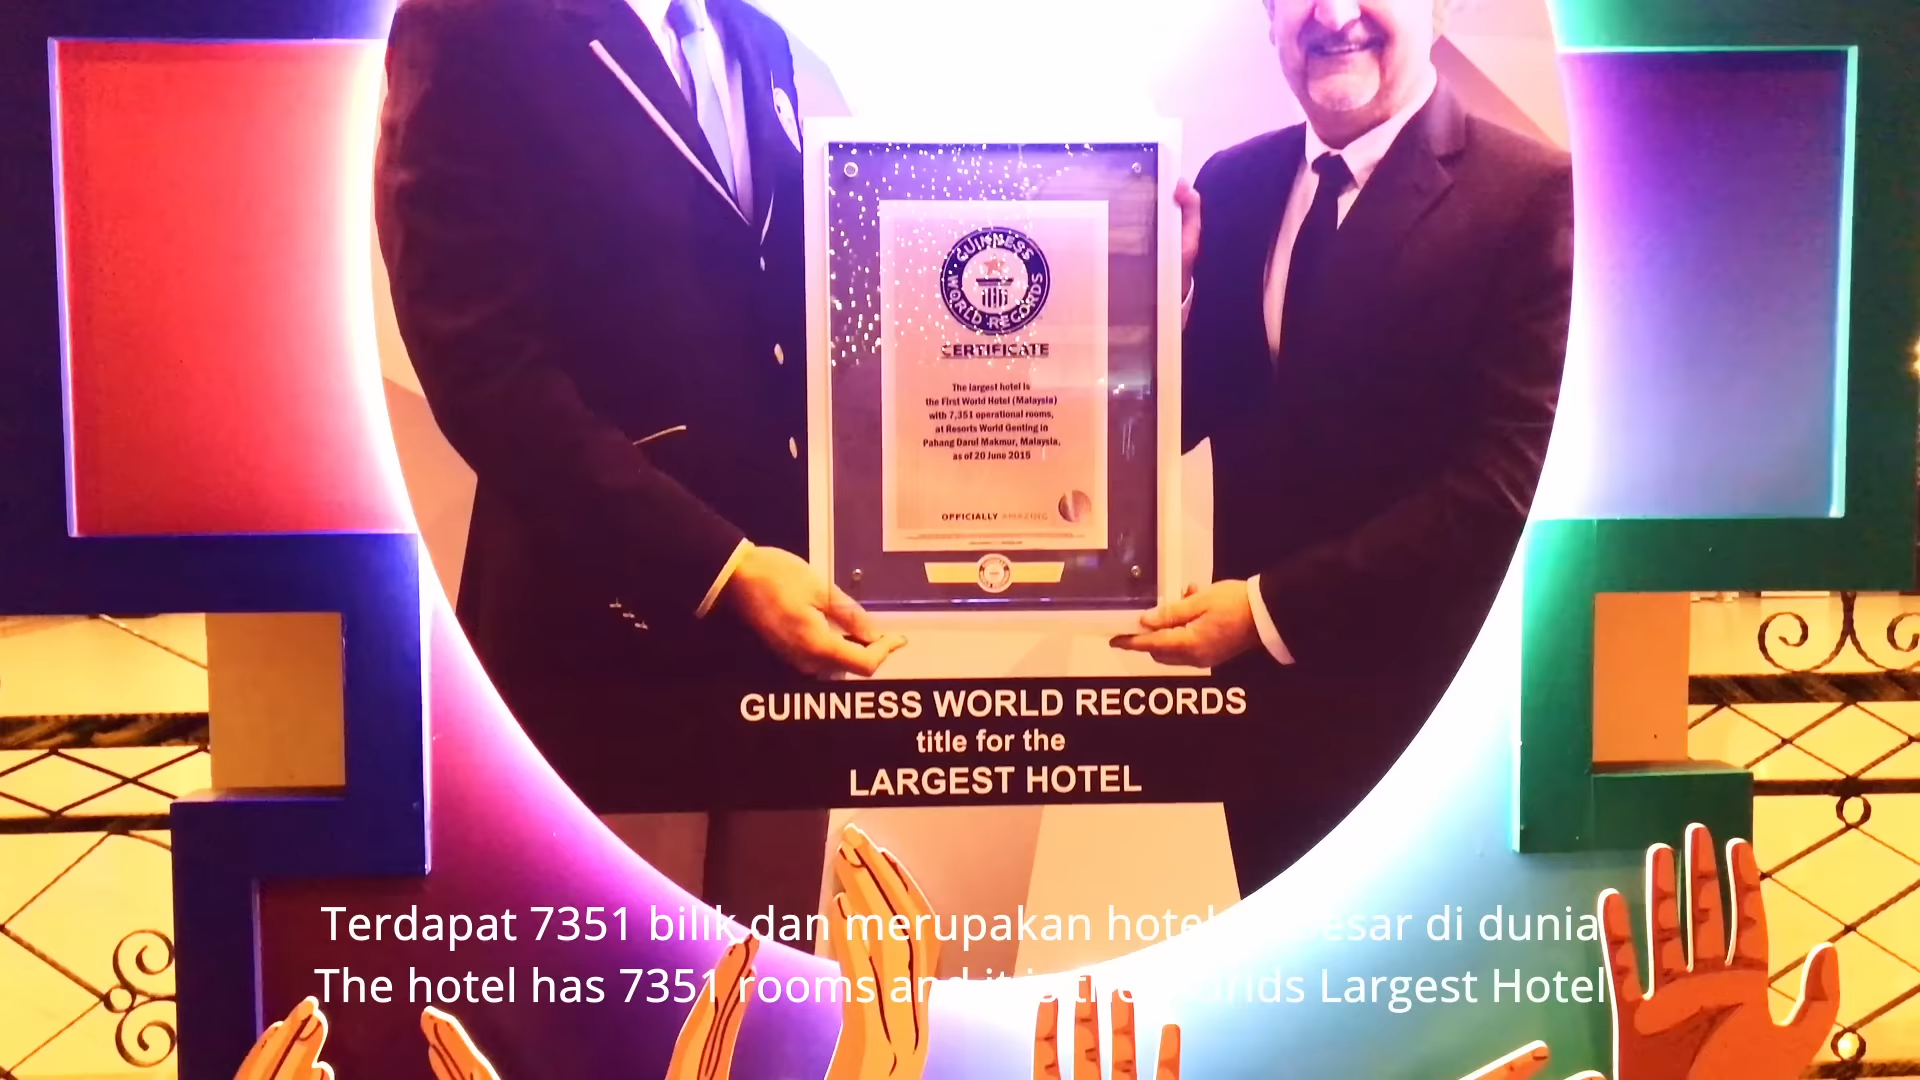 GUINNESS
WORLD RECORDS
CERTIFICATE
The largest hotel is
the First World Hotel (Malaysia)
with 7,351 operational rooms,
at Resorts World Genting in
Pahang Darul Makmur, Malaysia,
as of 20 June 2015
OFFICIALLY AMAZING
GUINNESS WORLD RECORDS
title for the
LARGEST HOTEL
Terdapat 7351 bilik dan merupakan hotel di dunia
The hotel has 7351 rooms and it is the Largest Hotel